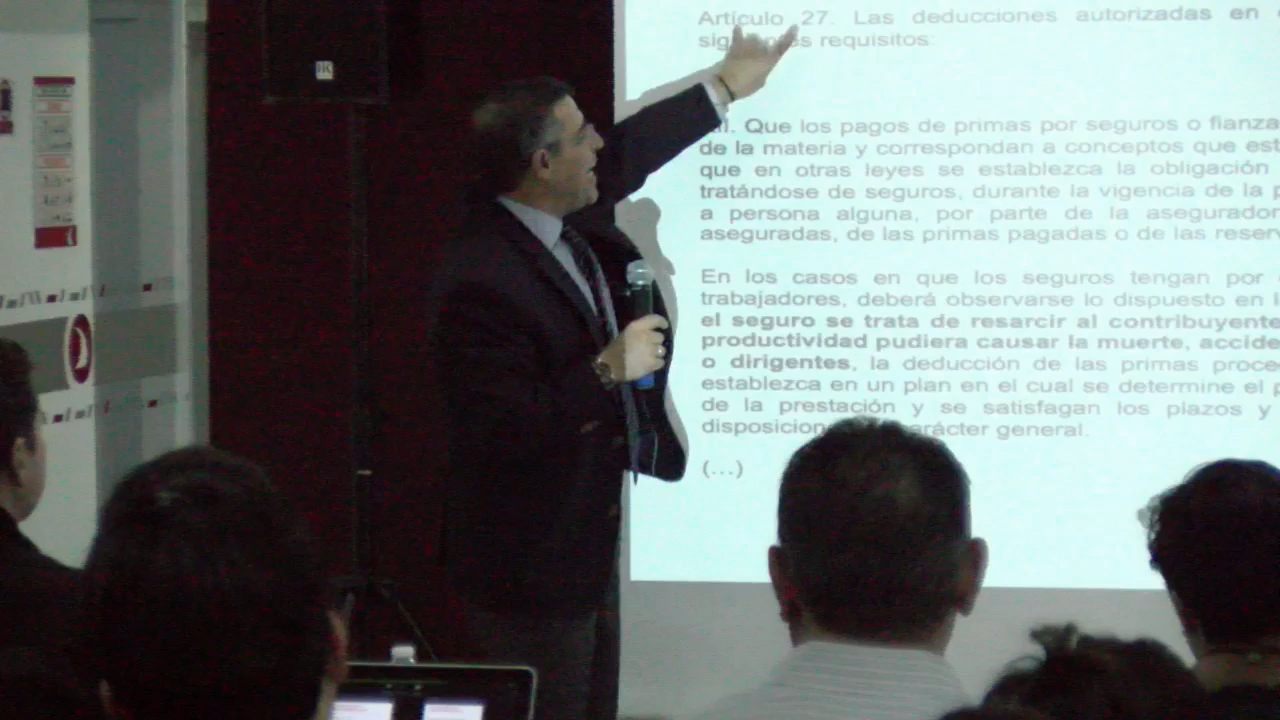 Artículo 27. Las deducciones autorizadas en
requisitos:
Que los pagos de primas por seguros o fianza
de la materia y correspondan a conceptos que est
que en otras leyes se establezca la obligación
tratándose de seguros, durante la vigencia de la p
a persona alguna, por parte de la asegurador
aseguradas, de las primas pagadas o de las reserv
En los casos en que los seguros tengan por
trabajadores, deberá observarse lo dispuesto en l
el seguro se trata de resarcir al contribuyente
productividad pudiera causar la muerte, accide
o dirigentes, la deducción de las primas proce
establezca en un plan en el cual se determine el p
de la prestación y se satisfagan los plazos y
disposicion arácter general.
(...)